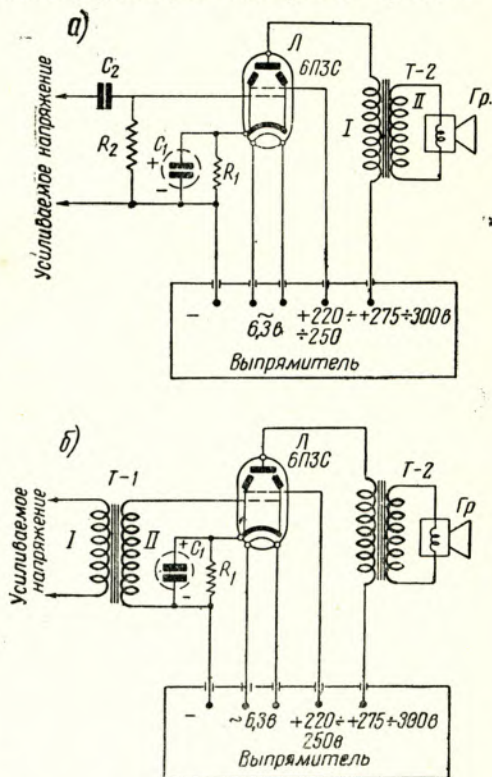 а)
Л
6П3С
Т-2
C₂
I
II
Гр.
Усиливаемое напряжение
R₂
C₁
+
−
R₁
−
~
6,3в
+220÷
÷250
+275÷300в
Выпрямитель
б)
Л
6П3С
Т-1
Т-2
Усиливаемое
напряжение
I
II
+
C₁
−
R₁
Гр
−
~6,3в
+220÷
250в
+275÷300в
Выпрямитель